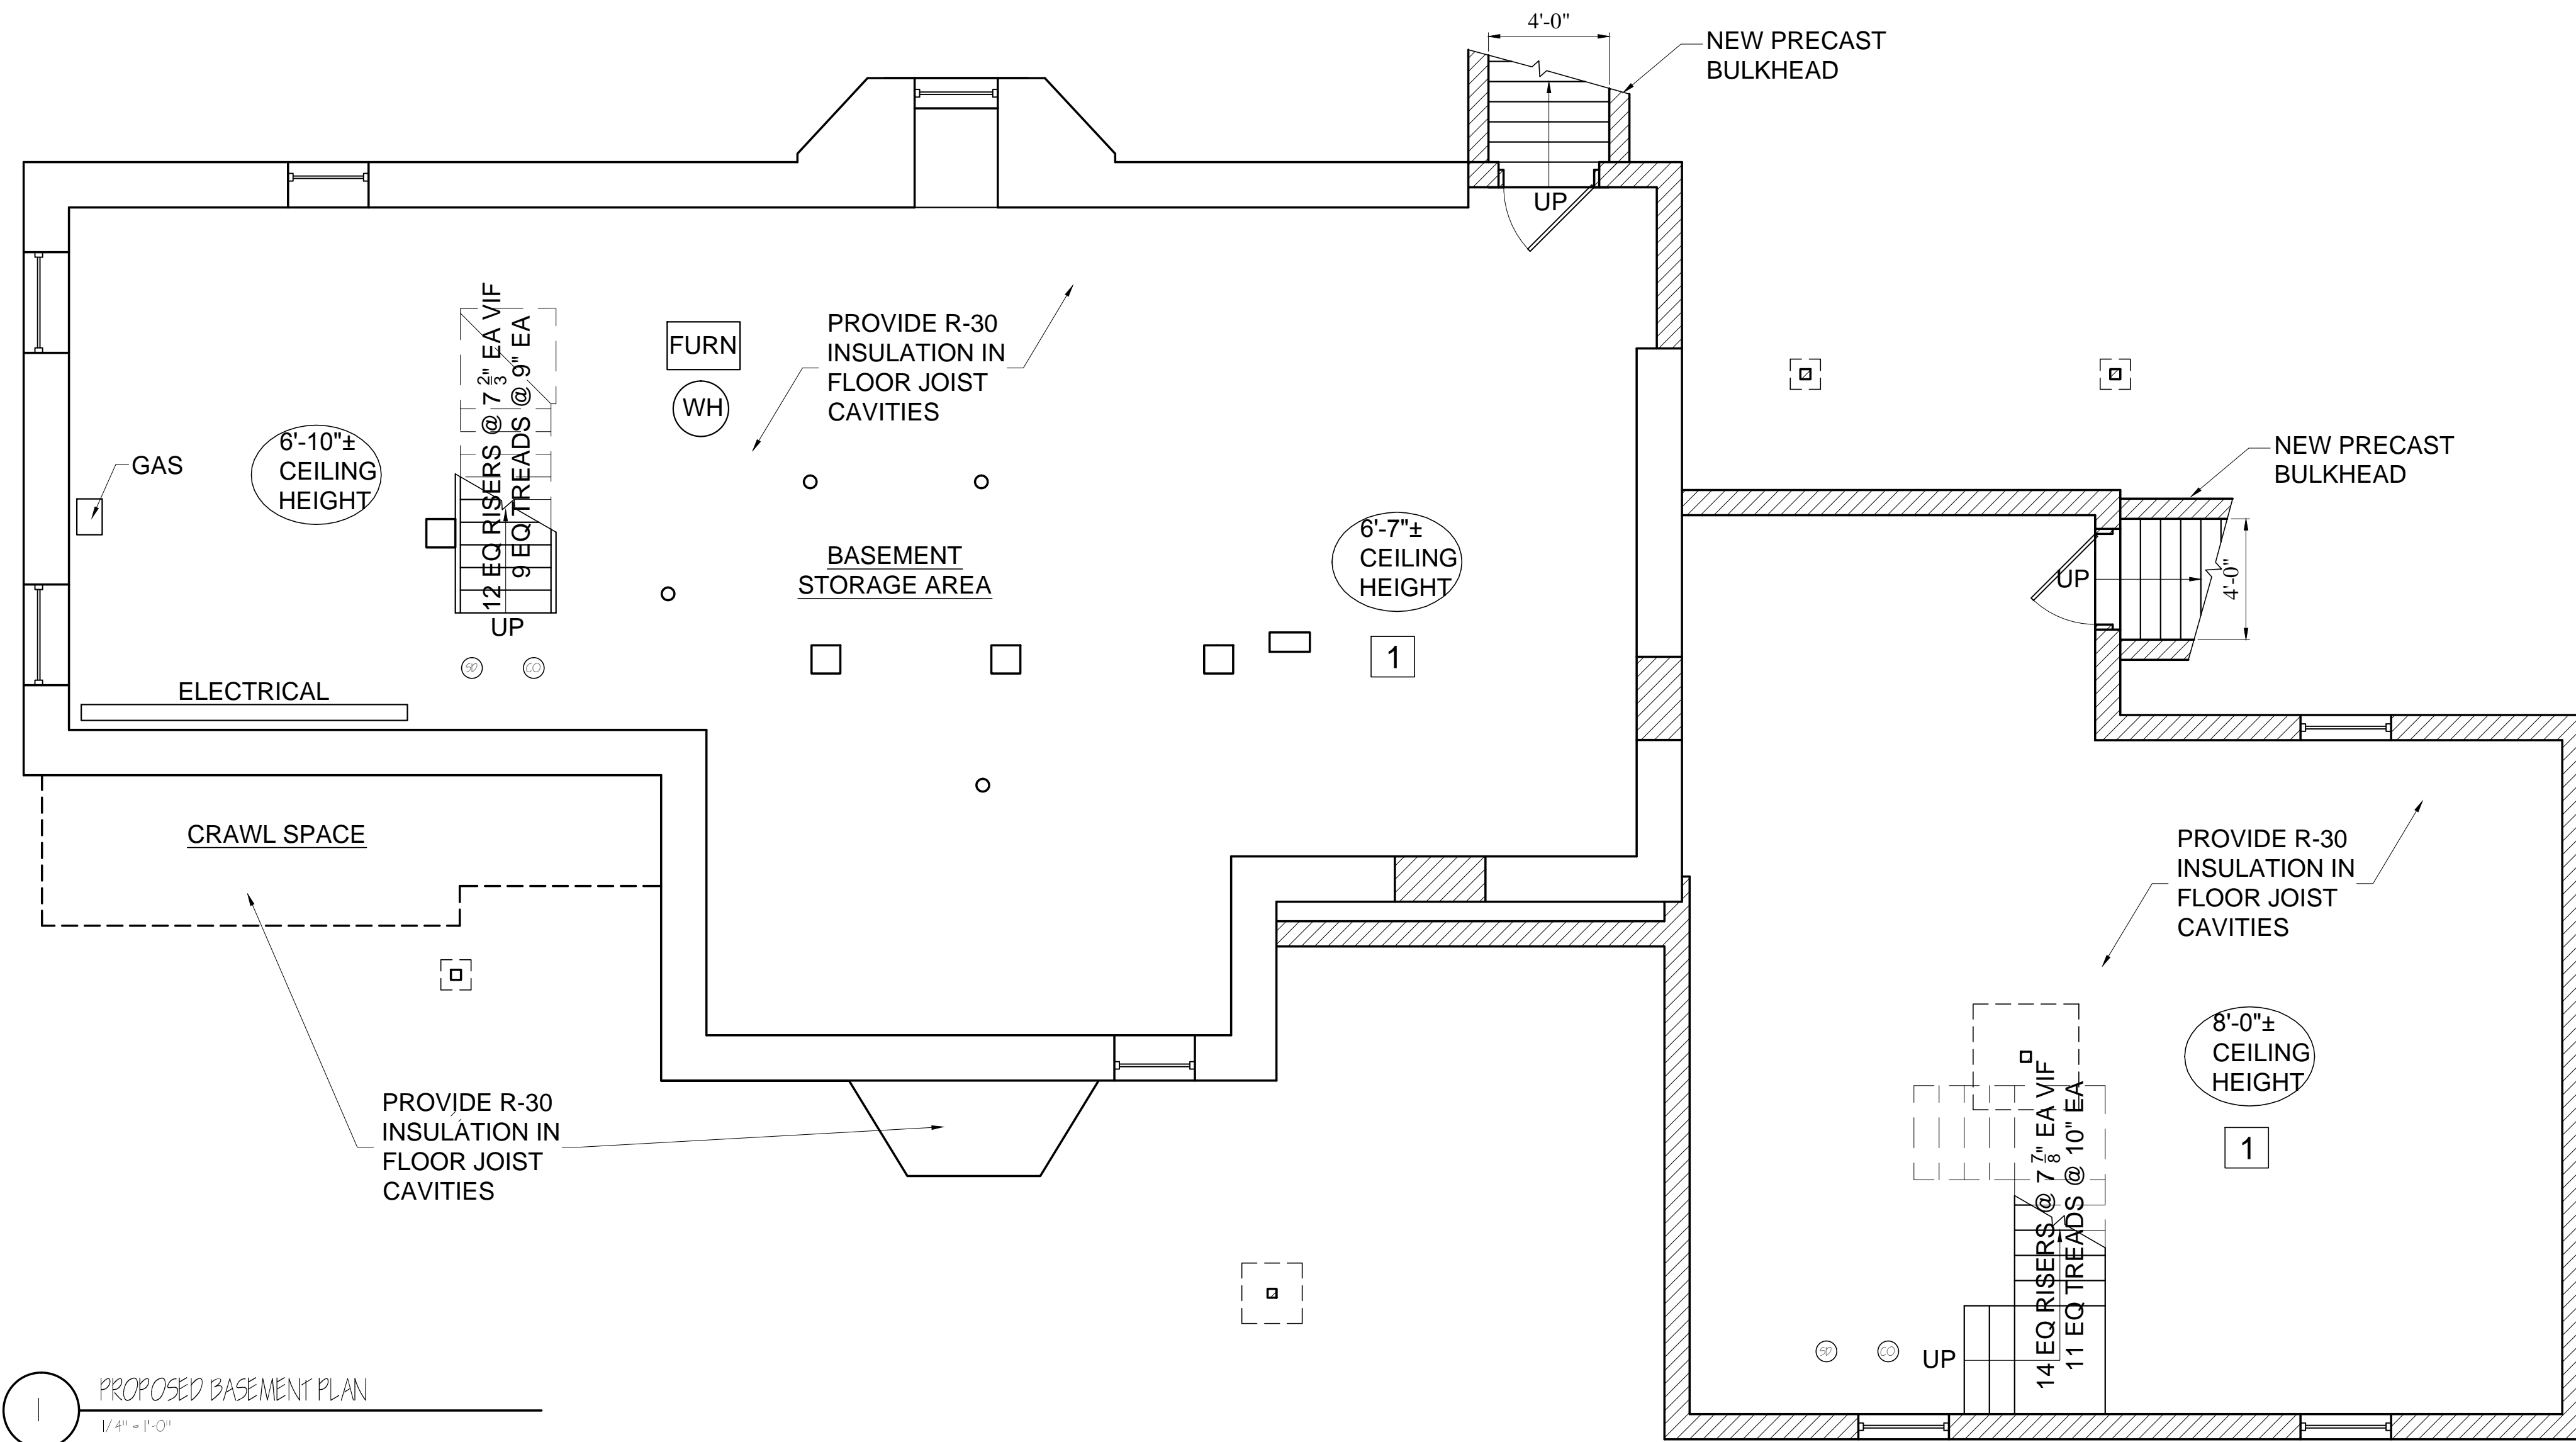 4'-0"
NEW PRECAST
BULKHEAD
UP
12 EQ RISERS @ 7 2/3" EA VIF
9 EQ TREADS @ 9" EA
UP
FURN
WH
PROVIDE R-30
INSULATION IN
FLOOR JOIST
CAVITIES
6'-10"±
CEILING
HEIGHT
GAS
BASEMENT
STORAGE AREA
6'-7"±
CEILING
HEIGHT
1
NEW PRECAST
BULKHEAD
UP
4'-0"
SD
CO
ELECTRICAL
CRAWL SPACE
PROVIDE R-30
INSULATION IN
FLOOR JOIST
CAVITIES
8'-0"±
CEILING
HEIGHT
1
PROVIDE R-30
INSULATION IN
FLOOR JOIST
CAVITIES
14 EQ RISERS @ 7 7/8" EA VIF
11 EQ TREADS @ 10" EA
SD
CO
UP
1
PROPOSED BASEMENT PLAN
1/4" = 1'-0"